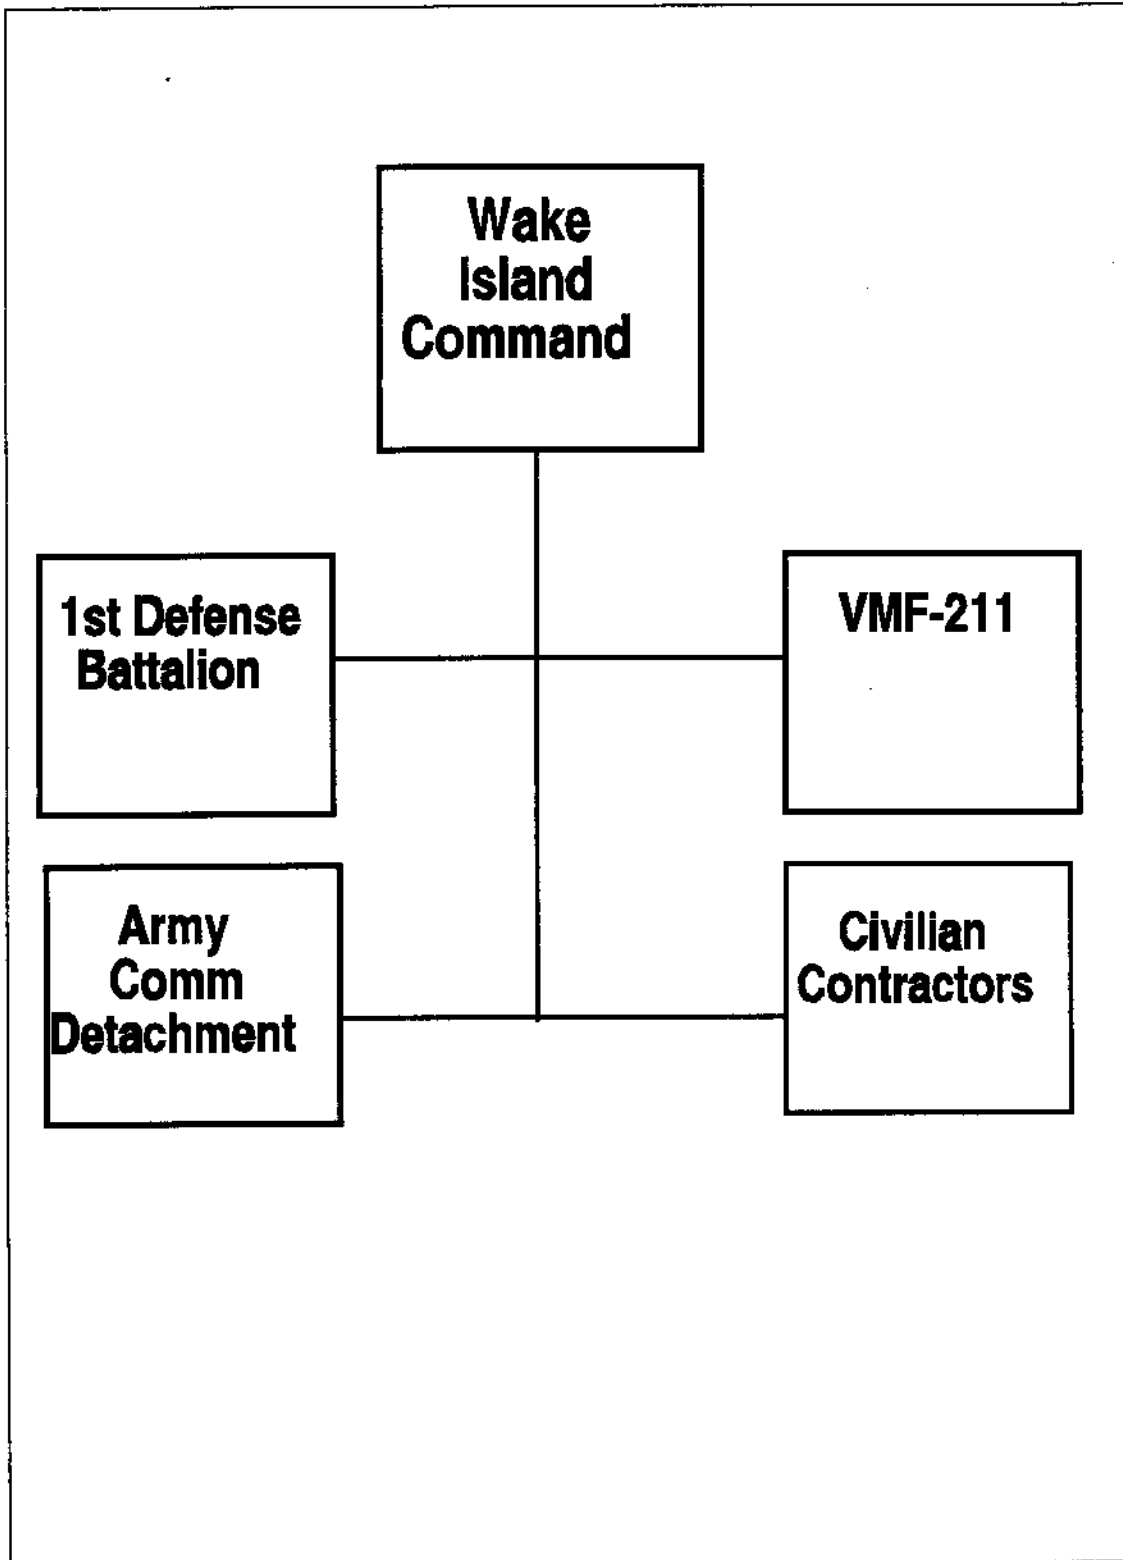 Wake
Island
Command
1st Defense
Battalion
VMF-211
Army
Comm
Detachment
Civilian
Contractors